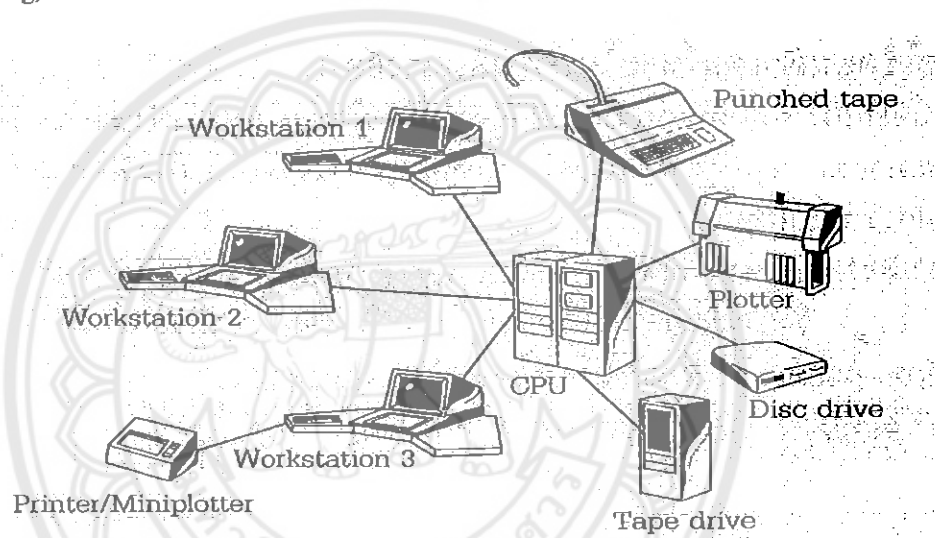 Punched tape
Workstation 1
Workstation 2
Plotter
CPU
Disc drive
Workstation 3
Printer/Miniplotter
Tape drive